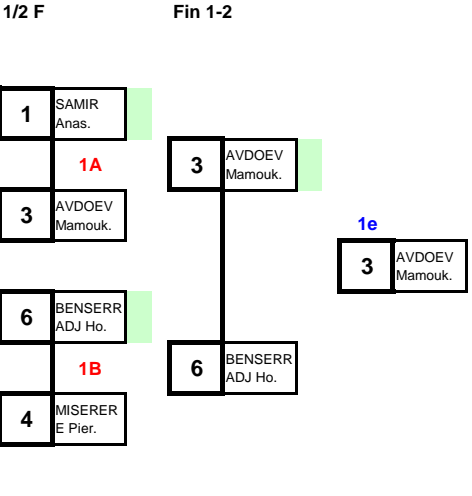 1/2 F
Fin 1-2
1
SAMIR
Anas.
1A
3
AVDOEV
Mamouk.
6
BENSERR
ADJ Ho.
1B
4
MISERER
E Pier.
3
AVDOEV
Mamouk.
6
BENSERR
ADJ Ho.
1e
3
AVDOEV
Mamouk.